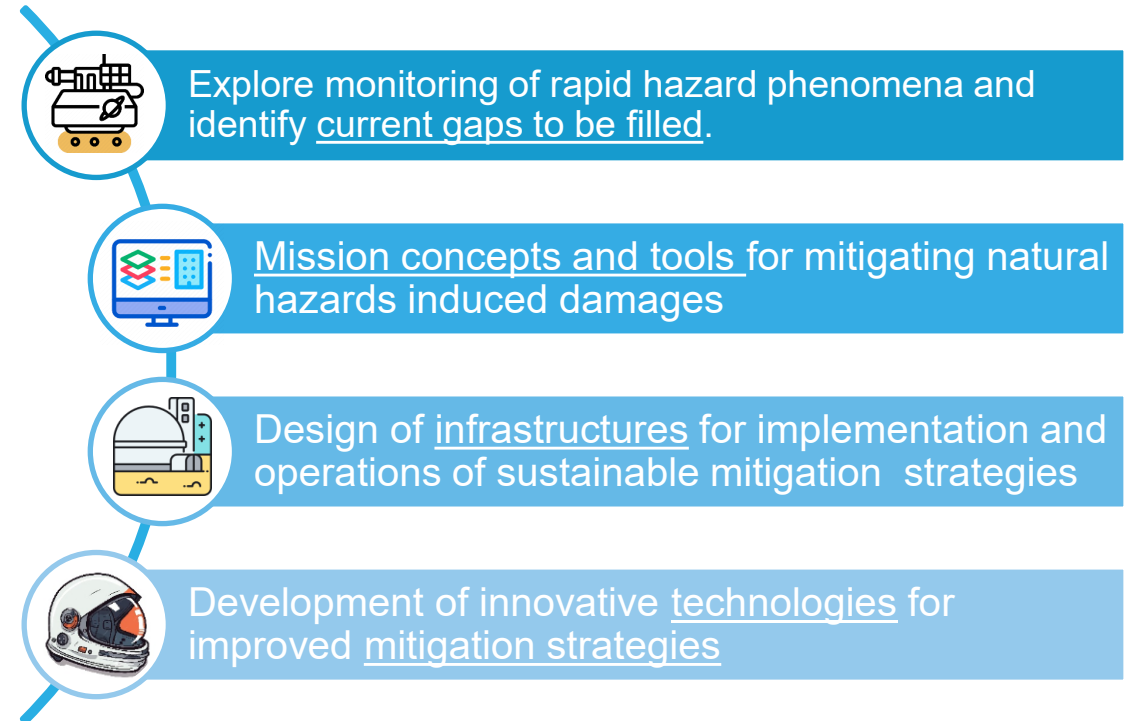 Explore monitoring of rapid hazard phenomena and
identify current gaps to be filled.
Mission concepts and tools for mitigating natural
hazards induced damages
Design of infrastructures for implementation and
operations of sustainable mitigation  strategies
Development of innovative technologies for
improved mitigation strategies